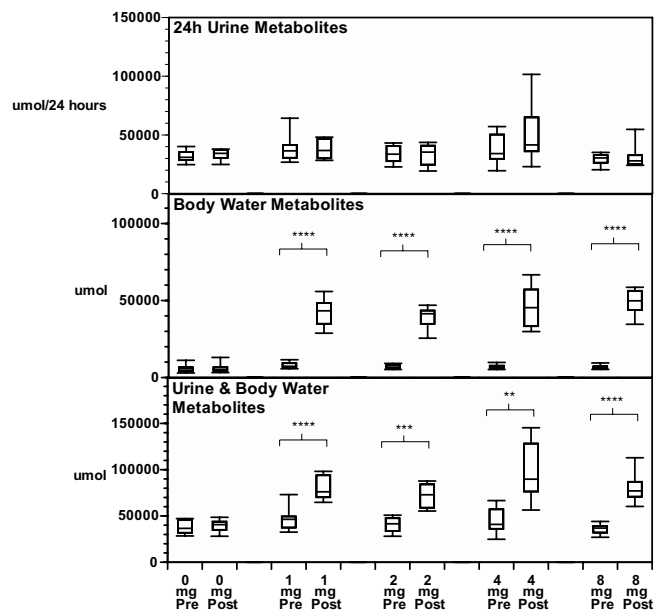 150000
24h Urine Metabolites
100000
umol/24 hours
50000
0
Body Water Metabolites
100000
**** **** **** ****
umol
50000
0
Urine & Body Water
Metabolites
150000
**** *** ** ****
100000
umol
50000
0
0 0 1 1 2 2 4 4 8 8
mg mg mg mg mg mg mg mg mg mg
Pre Post Pre Post Pre Post Pre Post Pre Post